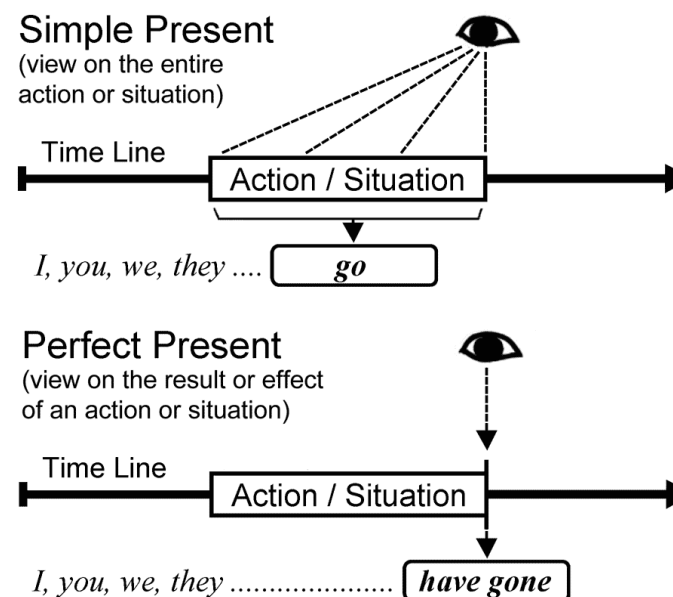 Simple Present
(view on the entire
action or situation)
Time Line
Action / Situation
I, you, we, they .... go
Perfect Present
(view on the result or effect
of an action or situation)
Time Line
Action / Situation
I, you, we, they ..................... have gone